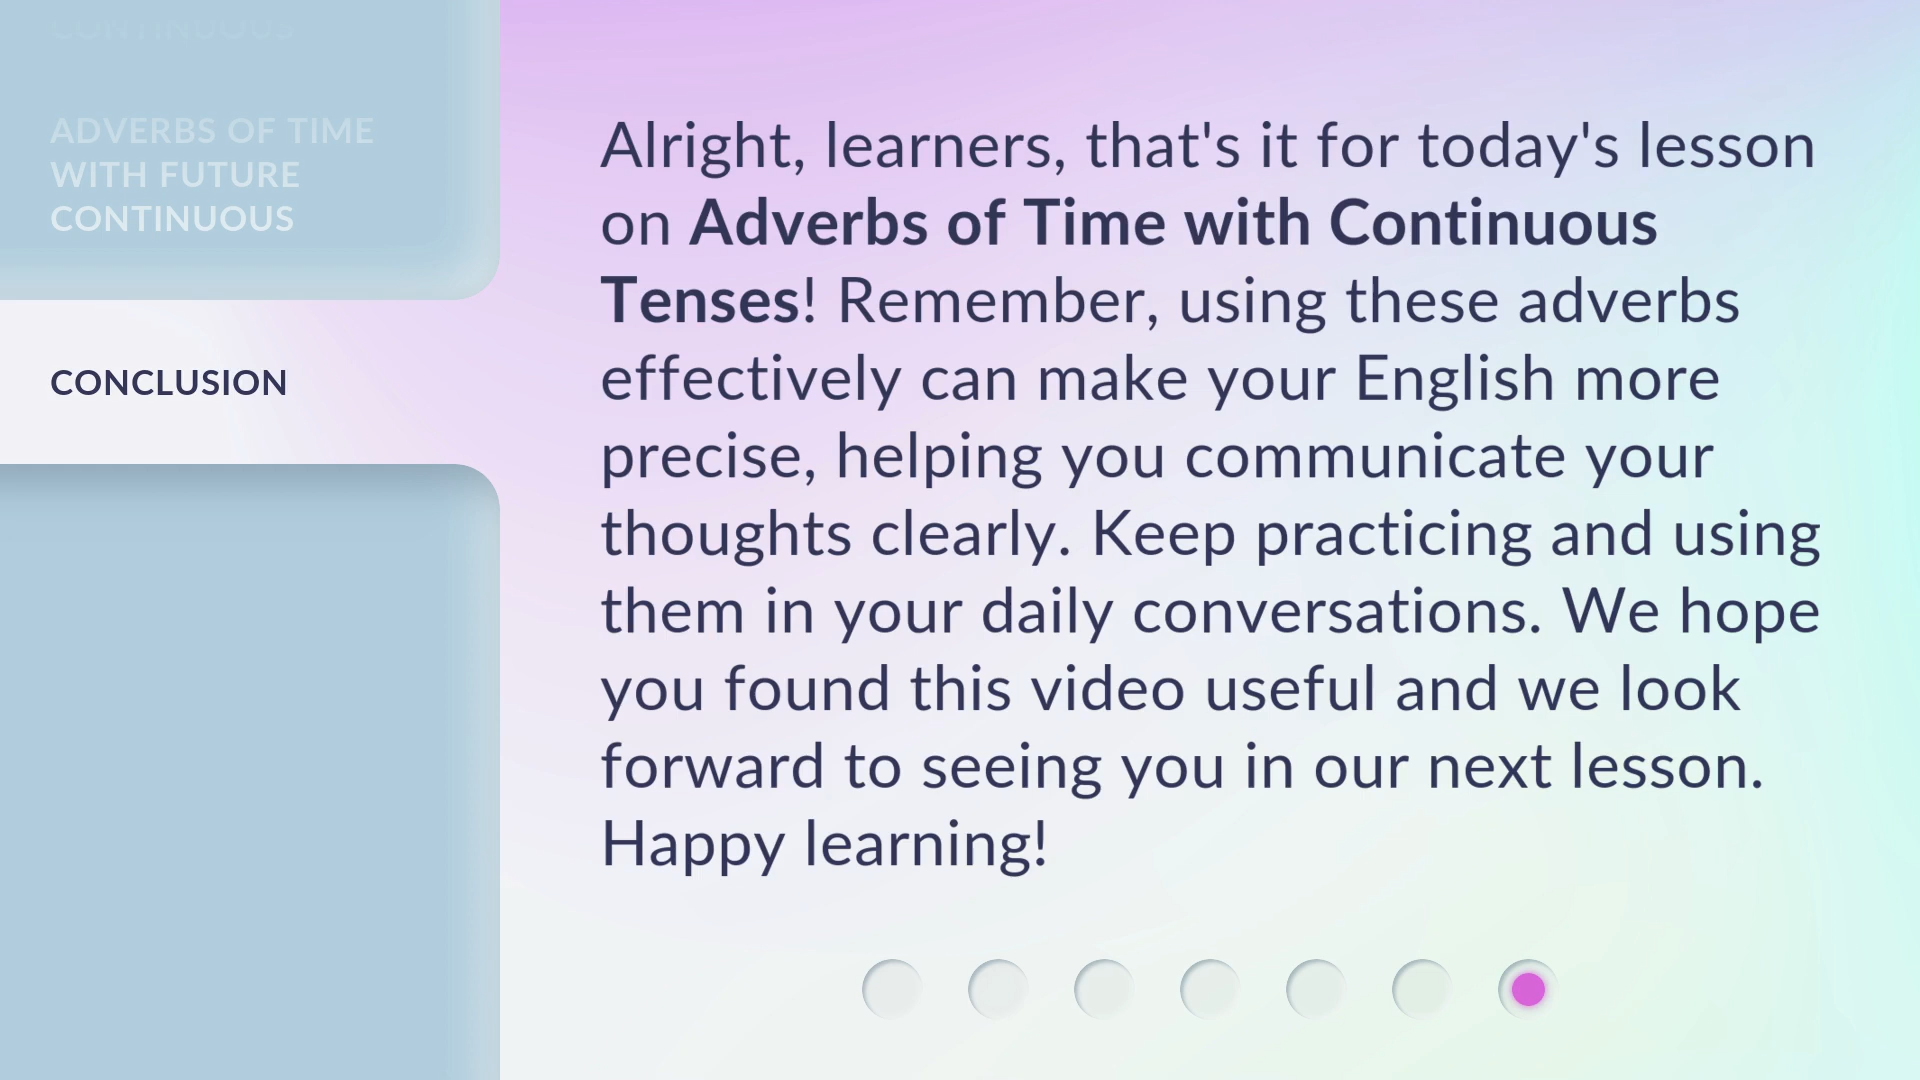 CONTINUOUS
ADVERBS OF TIME
WITH FUTURE
CONTINUOUS
CONCLUSION
Alright, learners, that's it for today's lesson
on Adverbs of Time with Continuous
Tenses! Remember, using these adverbs
effectively can make your English more
precise, helping you communicate your
thoughts clearly. Keep practicing and using
them in your daily conversations. We hope
you found this video useful and we look
forward to seeing you in our next lesson.
Happy learning!